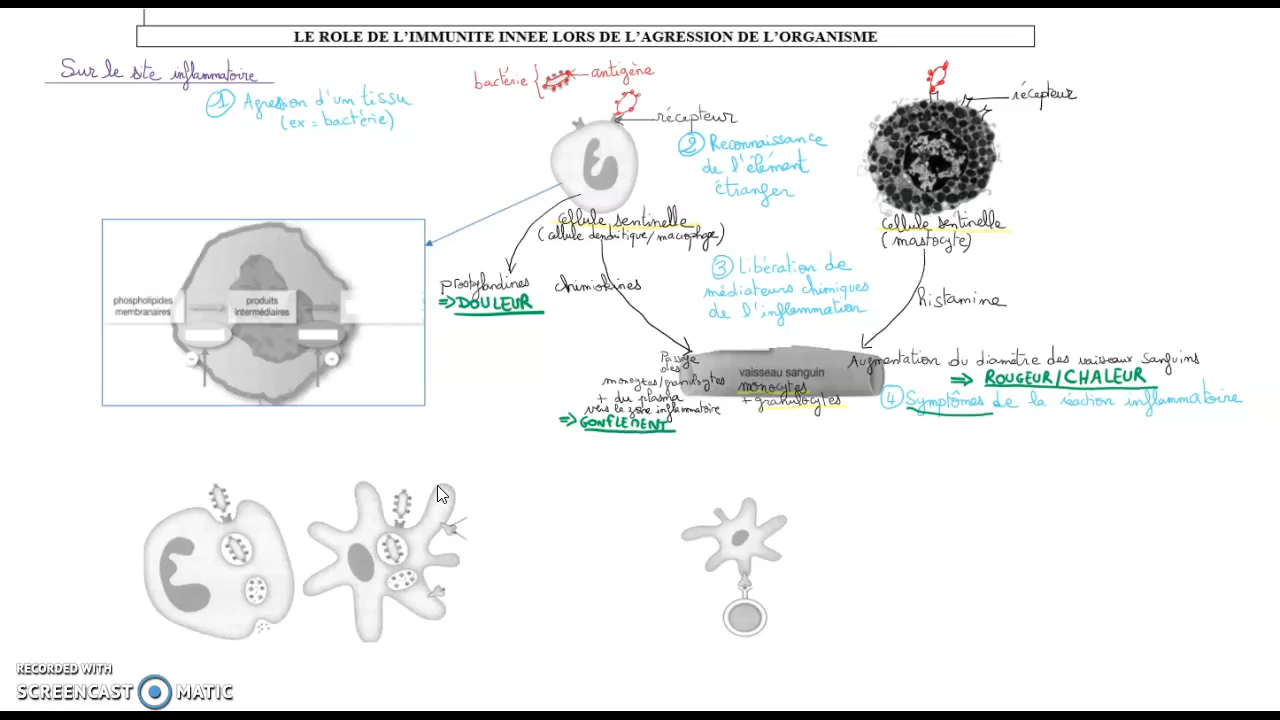 LE ROLE DE L'IMMUNITE INNEE LORS DE L'AGRESSION DE L'ORGANISME
Sur le site inflammatoire
① Agression d'un tissu
(ex = bactérie)
bactérie
antigène
récepteur
récepteur
② Reconnaissance
de l'élément
étranger
cellule sentinelle
(cellule dendritique/macrophage)
cellule sentinelle
(mastocyte)
③ Libération de
médiateurs chimiques
de l'inflammation
prostaglandines
⇒ DOULEUR
chimiokines
histamine
phospholipides
membranaires
produits
intermédiaires
Passage
des
monocytes/granulocytes
+ du plasma
vers la zone inflammatoire
⇒ GONFLEMENT
vaisseau sanguin
monocytes
+ granulocytes
Augmentation du diamètre des vaisseaux sanguins
⇒ ROUGEUR/CHALEUR
④ Symptômes de la réaction inflammatoire
RECORDED WITH
SCREENCAST MATIC